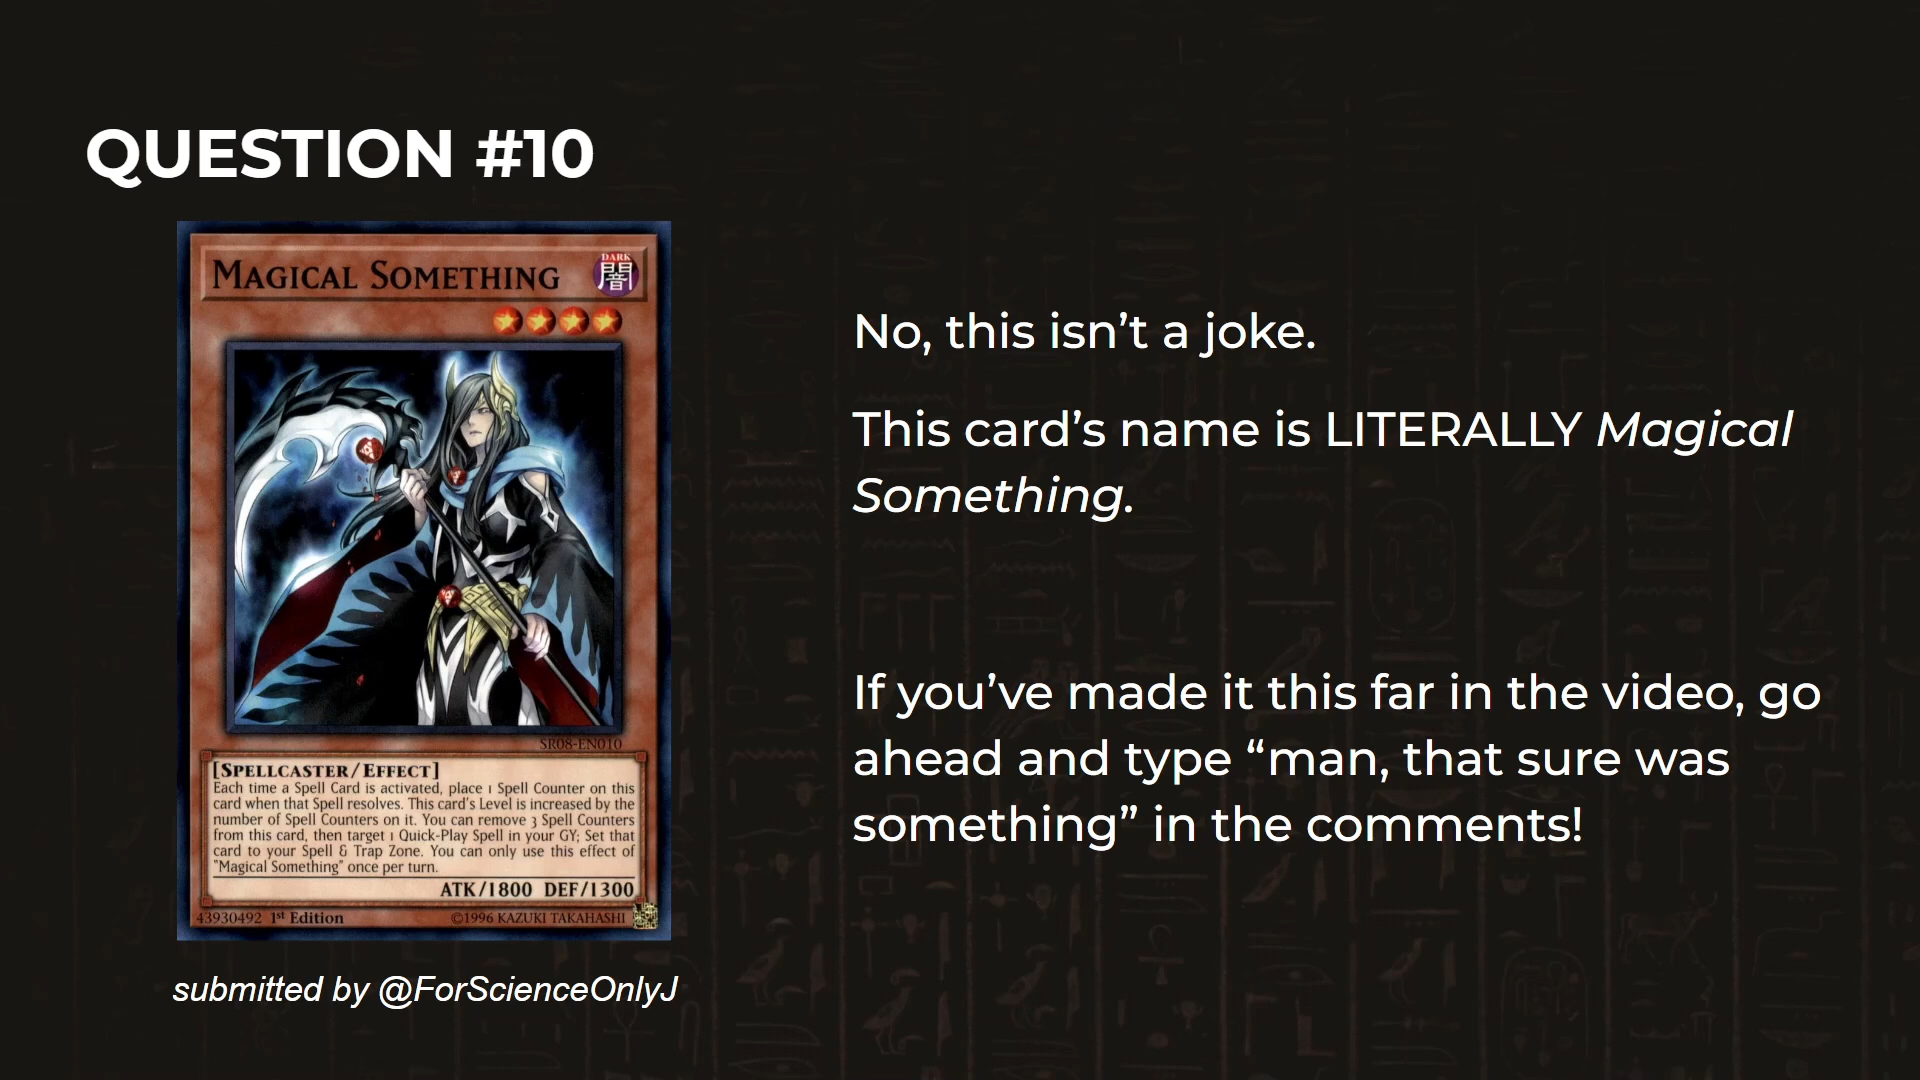 QUESTION #10
MAGICAL SOMETHING
DARK
闇
SR08-EN010
[SPELLCASTER/EFFECT]
Each time a Spell Card is activated, place 1 Spell Counter on this
card when that Spell resolves. This card's Level is increased by the
number of Spell Counters on it. You can remove 3 Spell Counters
from this card, then target 1 Quick-Play Spell in your GY; Set that
card to your Spell & Trap Zone. You can only use this effect of
"Magical Something" once per turn.
ATK/1800 DEF/1300
43930492 1st Edition
©1996 KAZUKI TAKAHASHI
submitted by @ForScienceOnlyJ
No, this isn’t a joke.
This card’s name is LITERALLY Magical
Something.
If you’ve made it this far in the video, go
ahead and type “man, that sure was
something” in the comments!